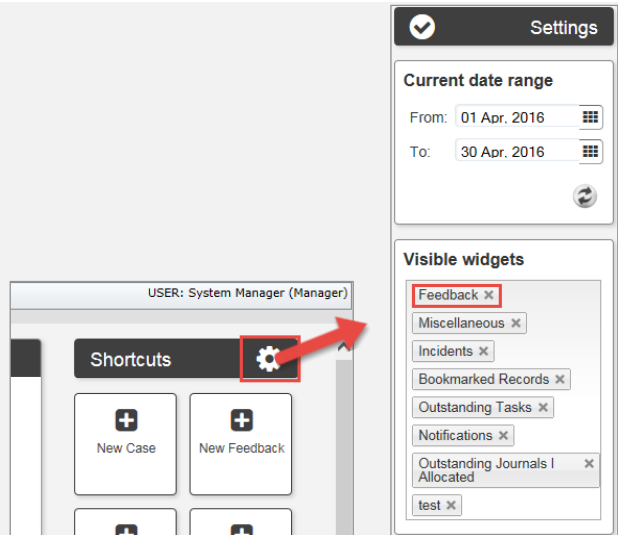 Settings
Current date range
From: 01 Apr. 2016
To: 30 Apr. 2016
Visible widgets
Feedback
Miscellaneous
Incidents
Bookmarked Records
Outstanding Tasks
Notifications
Outstanding Journals I
Allocated
test
USER: System Manager (Manager)
Shortcuts
New Case
New Feedback